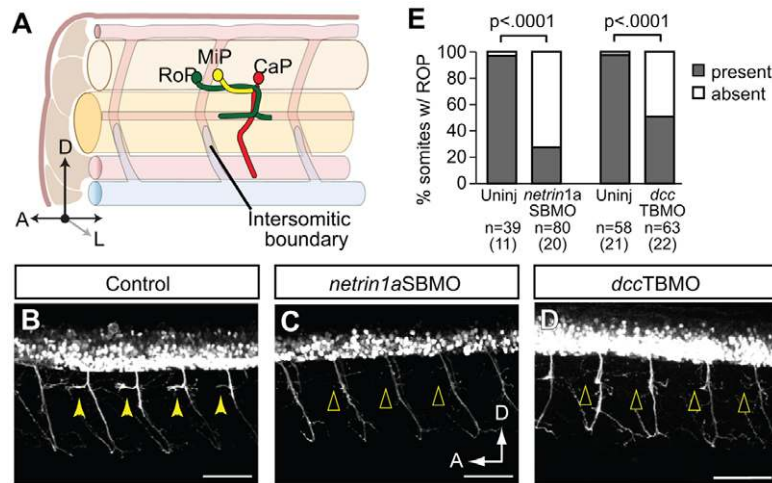 A
RoP
MiP
CaP
D
A
L
Intersomitic
boundary
E
p<.0001
p<.0001
% somites w/ ROP
100
80
60
40
20
0
present
absent
Uninj
netrin1a
SBMO
Uninj
dcc
TBMO
n=39
(11)
n=80
(20)
n=58
(21)
n=63
(22)
Control
netrin1aSBMO
dccTBMO
B
C
D
D
A